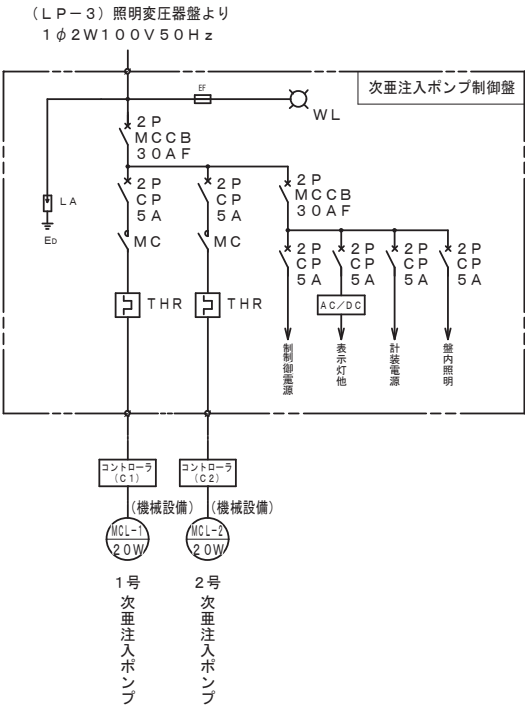 （ＬＰ－３）照明変圧器盤より
１φ２Ｗ１００Ｖ５０Ｈｚ
次亜注入ポンプ制御盤
EF
ＷＬ
２Ｐ
ＭＣＣＢ
３０ＡＦ
ＬＡ
ED
２Ｐ
ＣＰ
５Ａ
２Ｐ
ＣＰ
５Ａ
２Ｐ
ＭＣＣＢ
３０ＡＦ
ＭＣ
ＭＣ
２Ｐ
ＣＰ
５Ａ
２Ｐ
ＣＰ
５Ａ
２Ｐ
ＣＰ
５Ａ
２Ｐ
ＣＰ
５Ａ
ＴＨＲ
ＴＨＲ
ＡＣ／ＤＣ
制制御電源
表示灯他
計装電源
盤内照明
コントローラ
（Ｃ１）
コントローラ
（Ｃ２）
（機械設備）
（機械設備）
MCL-1
２０Ｗ
MCL-2
２０Ｗ
１号
次亜注入ポンプ
２号
次亜注入ポンプ